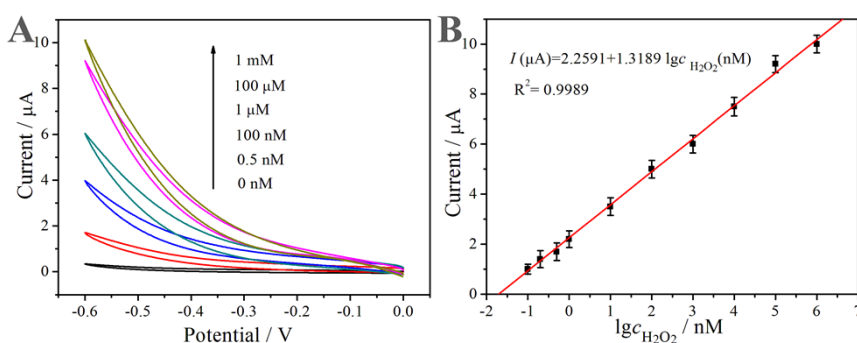 A
10
8
6
4
2
0
Current / μA
1 mM
100 μM
1 μM
100 nM
0.5 nM
0 nM
-0.6 -0.5 -0.4 -0.3 -0.2 -0.1 0.0
Potential / V
B
10
8
6
4
2
0
Current / μA
I (μA)=2.2591+1.3189 lgc H2O2(nM)
R²= 0.9989
-2 -1 0 1 2 3 4 5 6 7
lgcH2O2 / nM